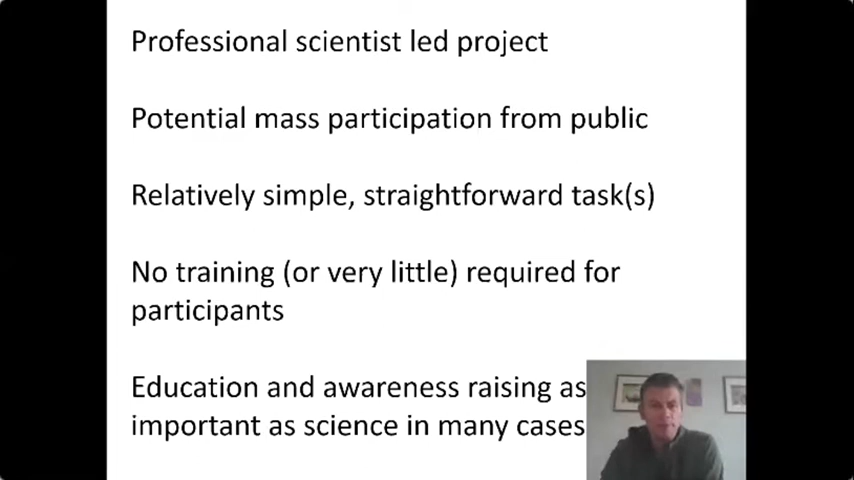 Professional scientist led project
Potential mass participation from public
Relatively simple, straightforward task(s)
No training (or very little) required for
participants
Education and awareness raising as
important as science in many cases